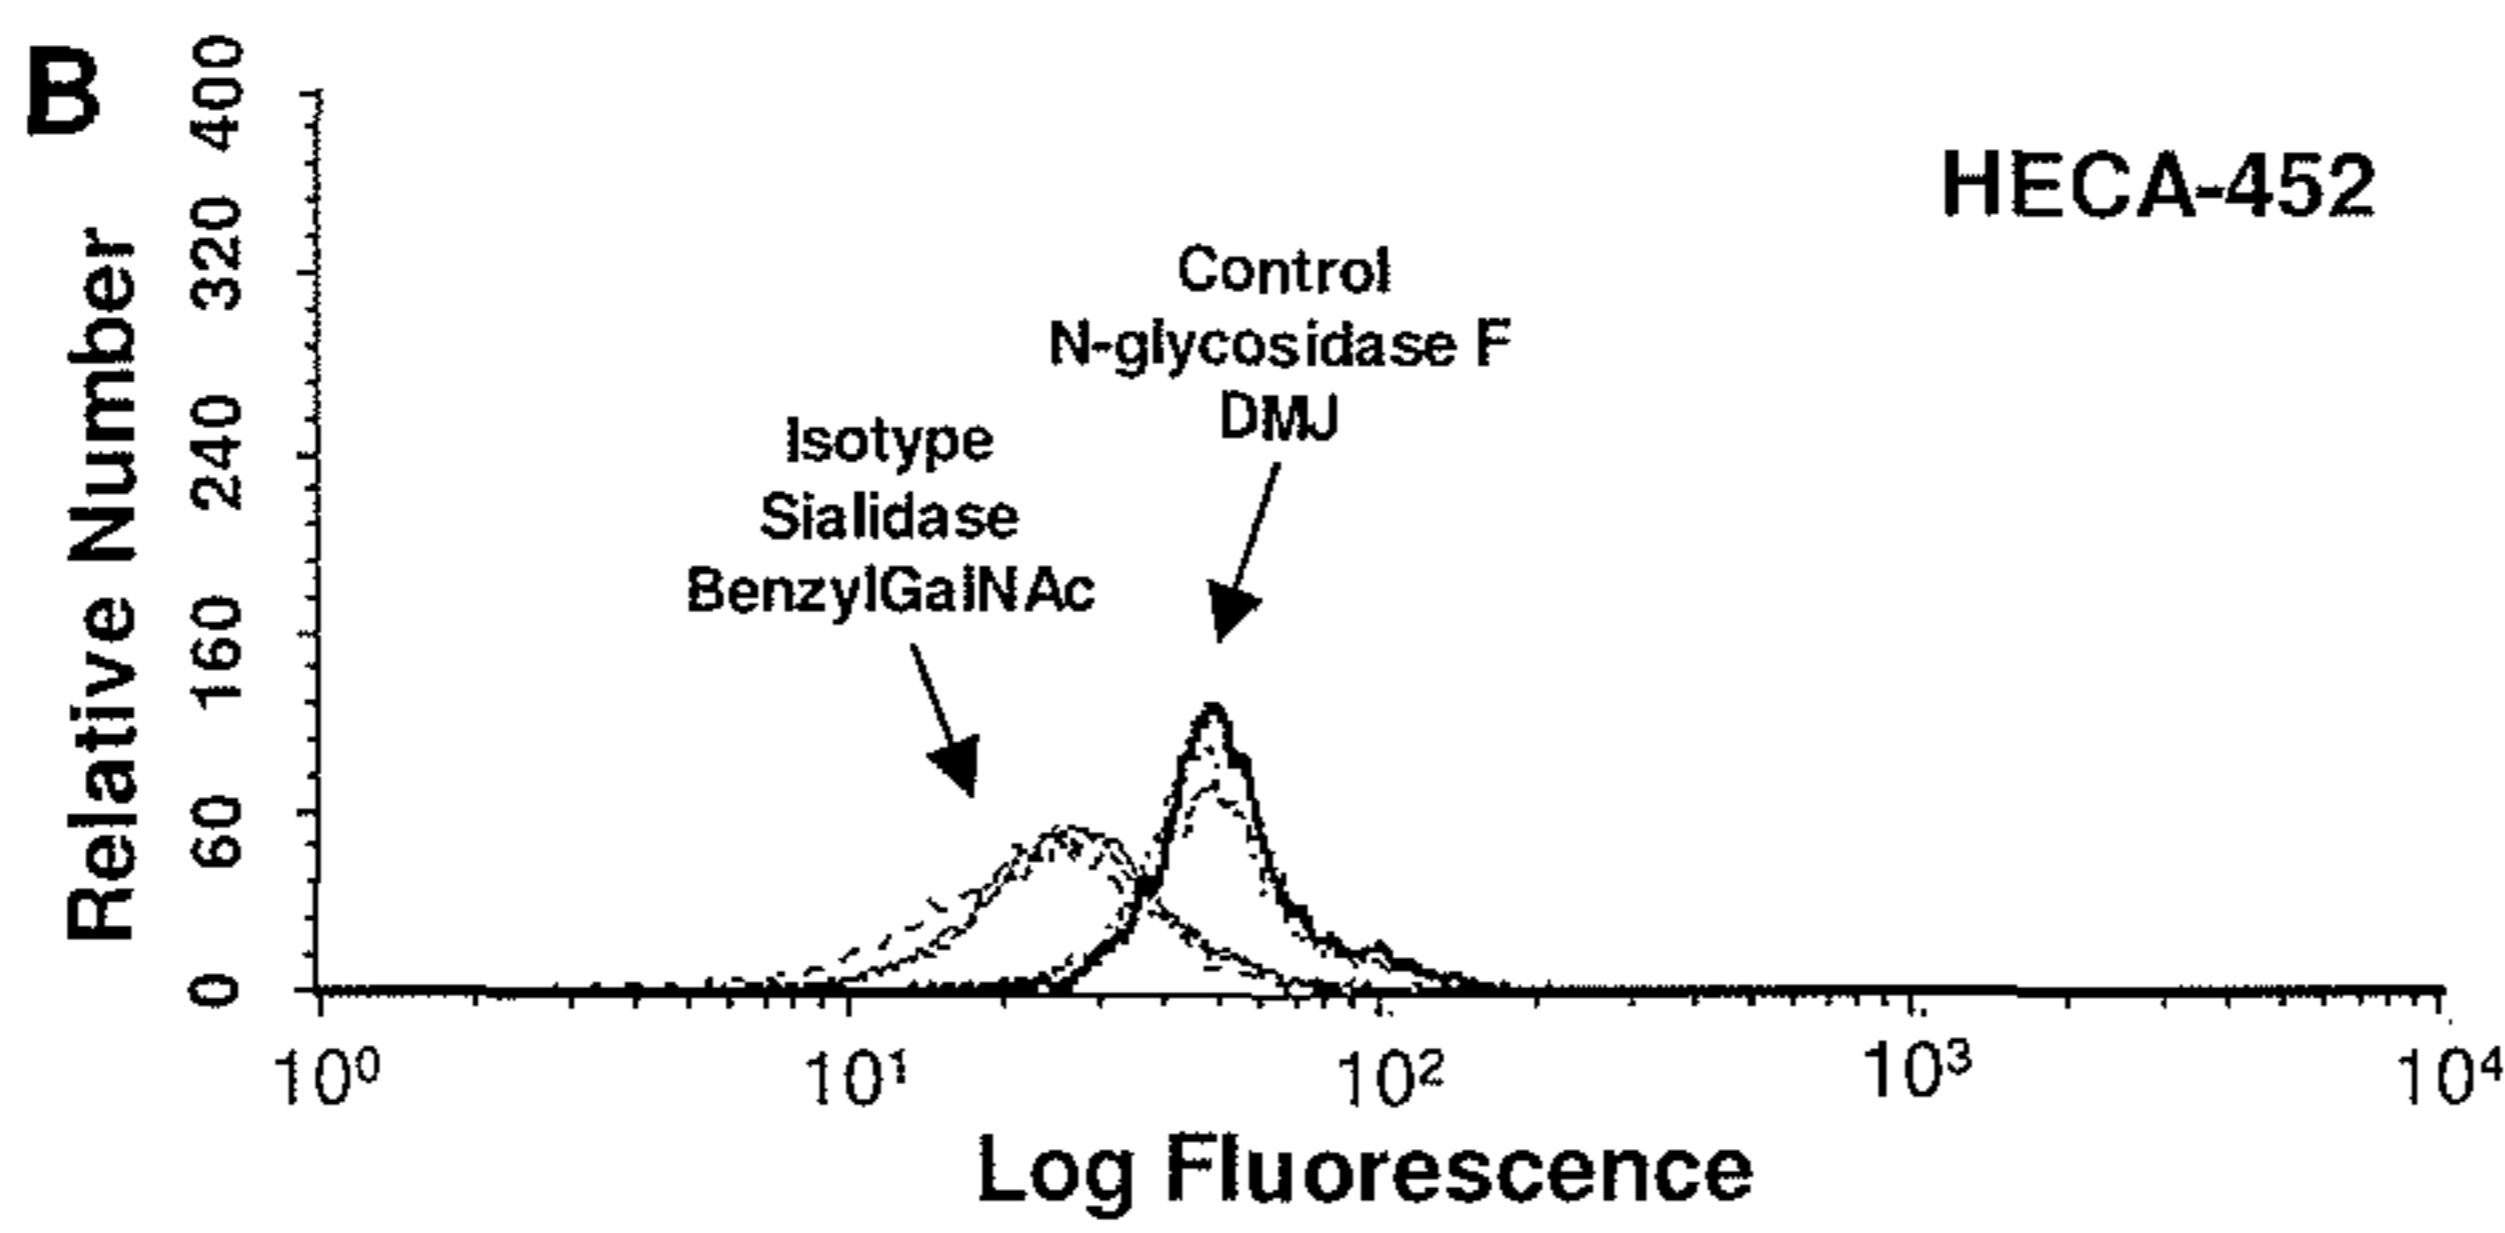 B
HECA-452
Control
N-glycosidase F
DMJ
Isotype
Sialidase
BenzylGalNAc
Relative Number
400
320
240
160
60
0
10⁰
10¹
10²
10³
10⁴
Log Fluorescence